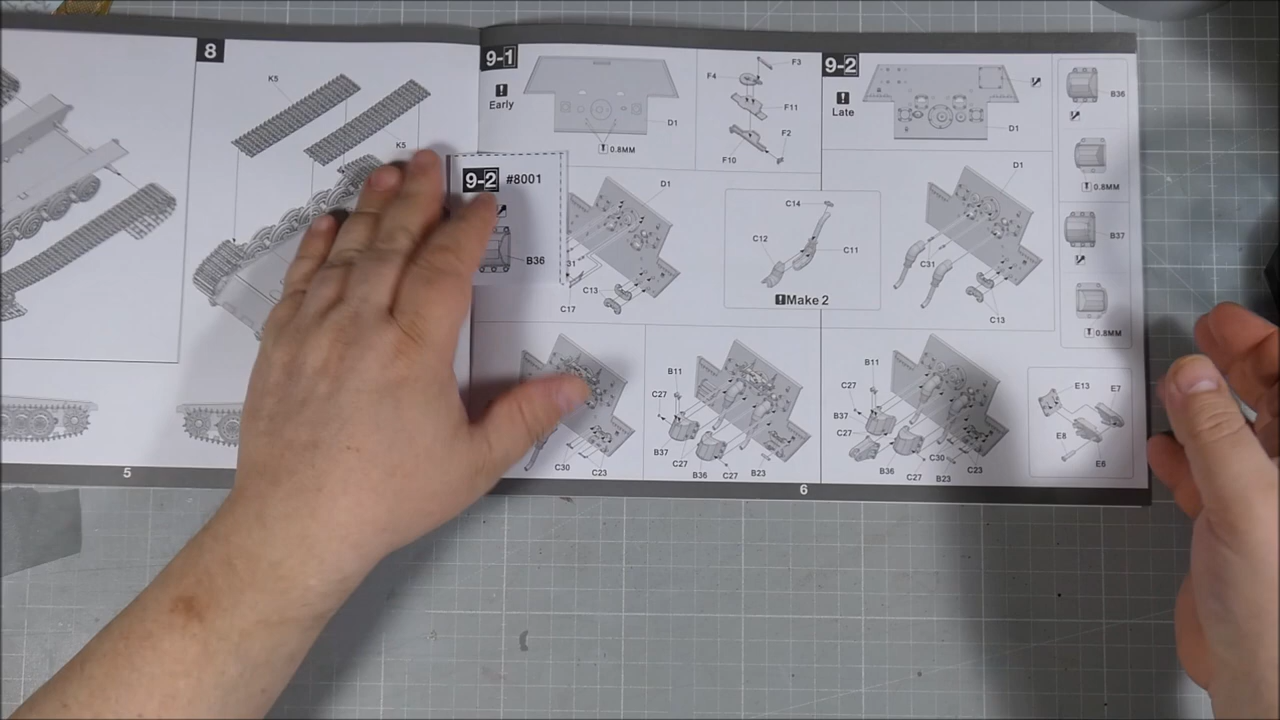 8
K5
K5
5
9-1
Early
D1
0.8MM
F3
F4
F11
F2
F10
9-2
Late
D1
B36
0.8MM
B37
0.8MM
9-2 #8001
B36
D1
31
C13
C17
C14
C12
C11
Make 2
D1
C31
C13
C30
C23
B11
C27
B37
C27
B36
C27
B23
B11
C27
B37
C27
B36
C27
C30
B23
C23
E13
E7
E8
E6
6